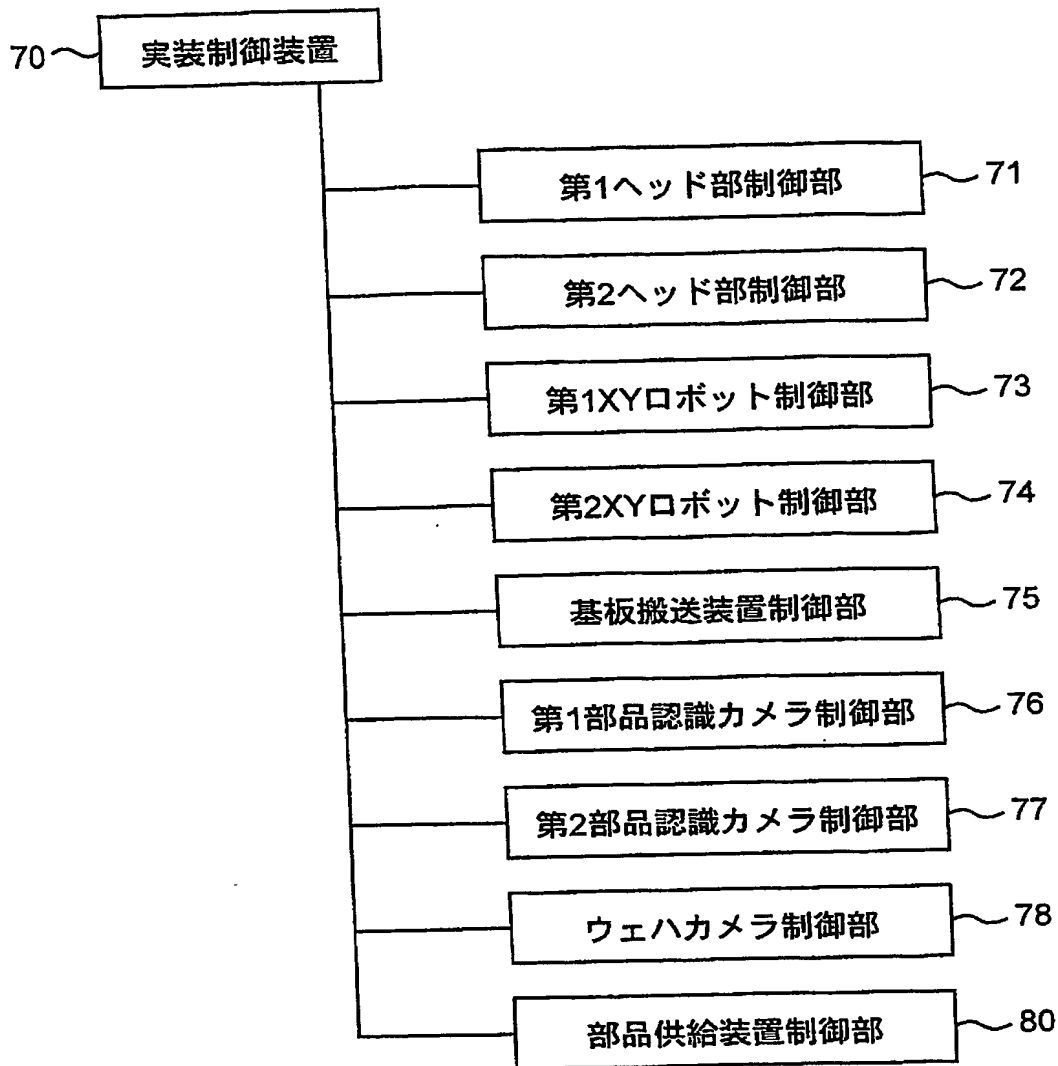 70 実装制御装置
第1ヘッド部制御部 71
第2ヘッド部制御部 72
第1XYロボット制御部 73
第2XYロボット制御部 74
基板搬送装置制御部 75
第1部品認識カメラ制御部 76
第2部品認識カメラ制御部 77
ウェハカメラ制御部 78
部品供給装置制御部 80